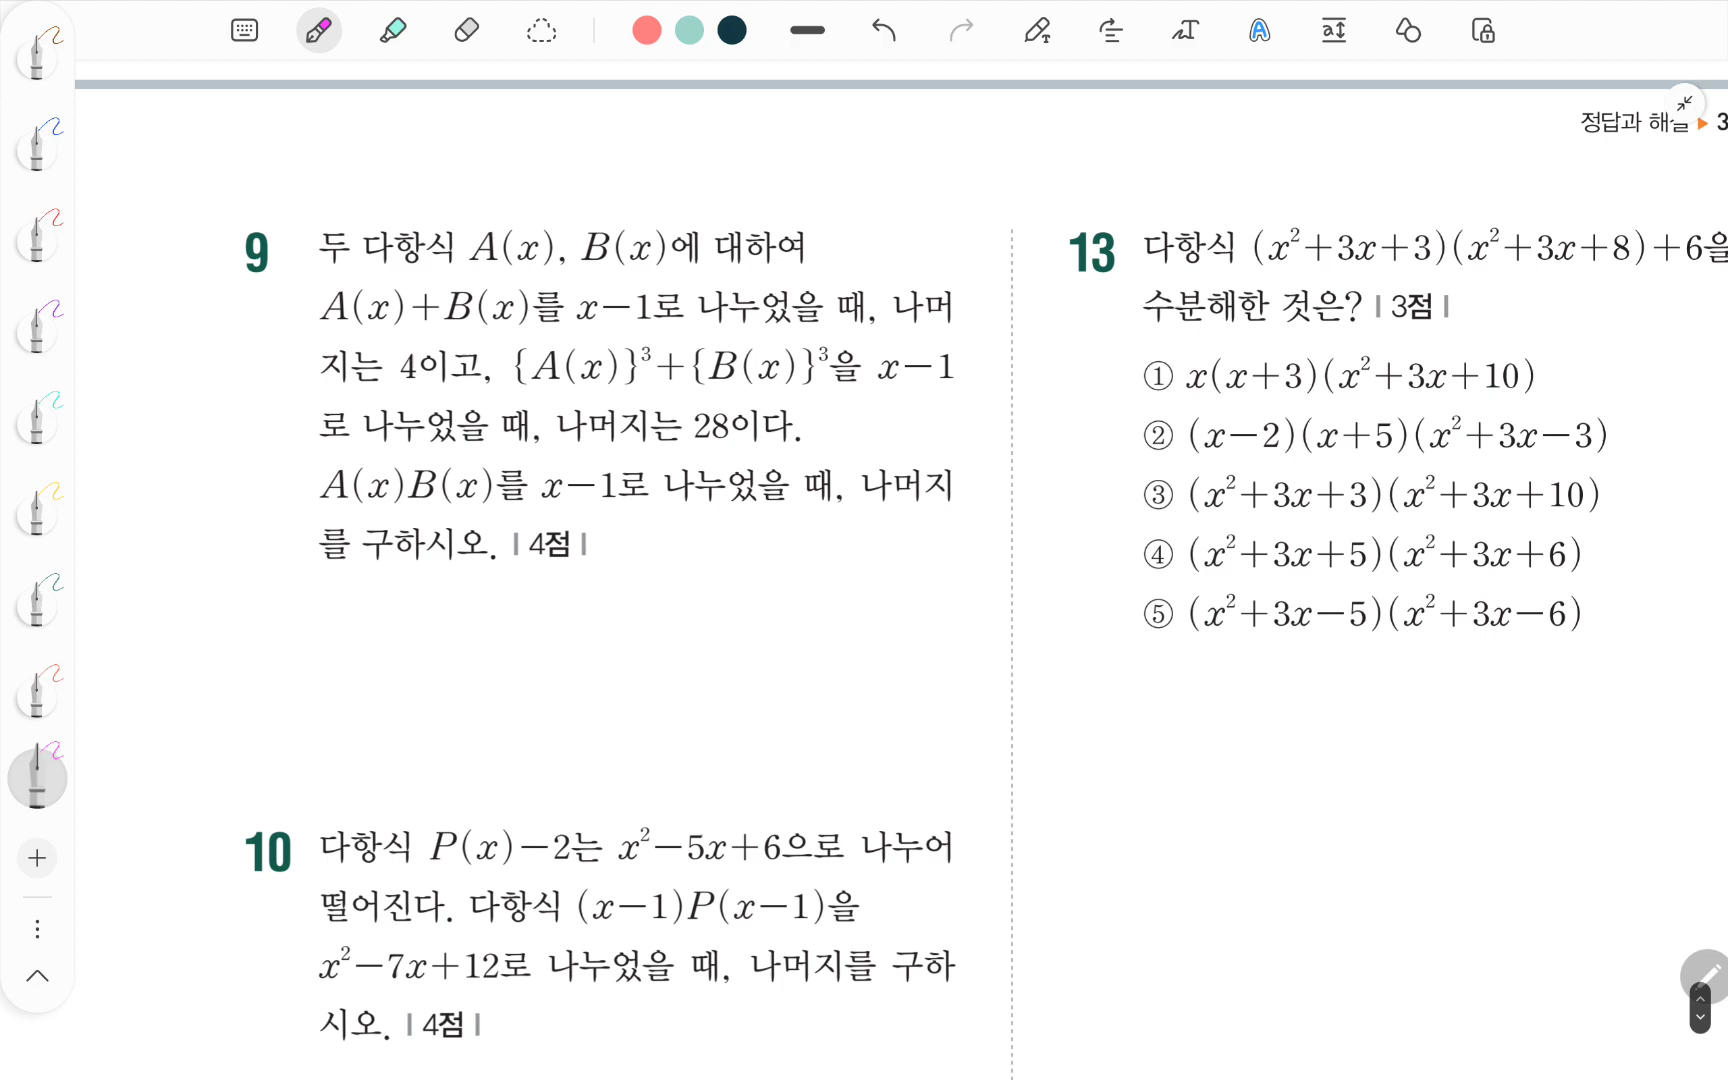 정답과 해설 ▶ 3
9 두 다항식 A(x), B(x)에 대하여
A(x)+B(x)를 x-1로 나누었을 때, 나머
지는 4이고, {A(x)}³+{B(x)}³을 x-1
로 나누었을 때, 나머지는 28이다.
A(x)B(x)를 x-1로 나누었을 때, 나머지
를 구하시오. | 4점 |
10 다항식 P(x)-2는 x²-5x+6으로 나누어
떨어진다. 다항식 (x-1)P(x-1)을
x²-7x+12로 나누었을 때, 나머지를 구하
시오. | 4점 |
13 다항식 (x²+3x+3)(x²+3x+8)+6을
수분해한 것은? | 3점 |
① x(x+3)(x²+3x+10)
② (x-2)(x+5)(x²+3x-3)
③ (x²+3x+3)(x²+3x+10)
④ (x²+3x+5)(x²+3x+6)
⑤ (x²+3x-5)(x²+3x-6)